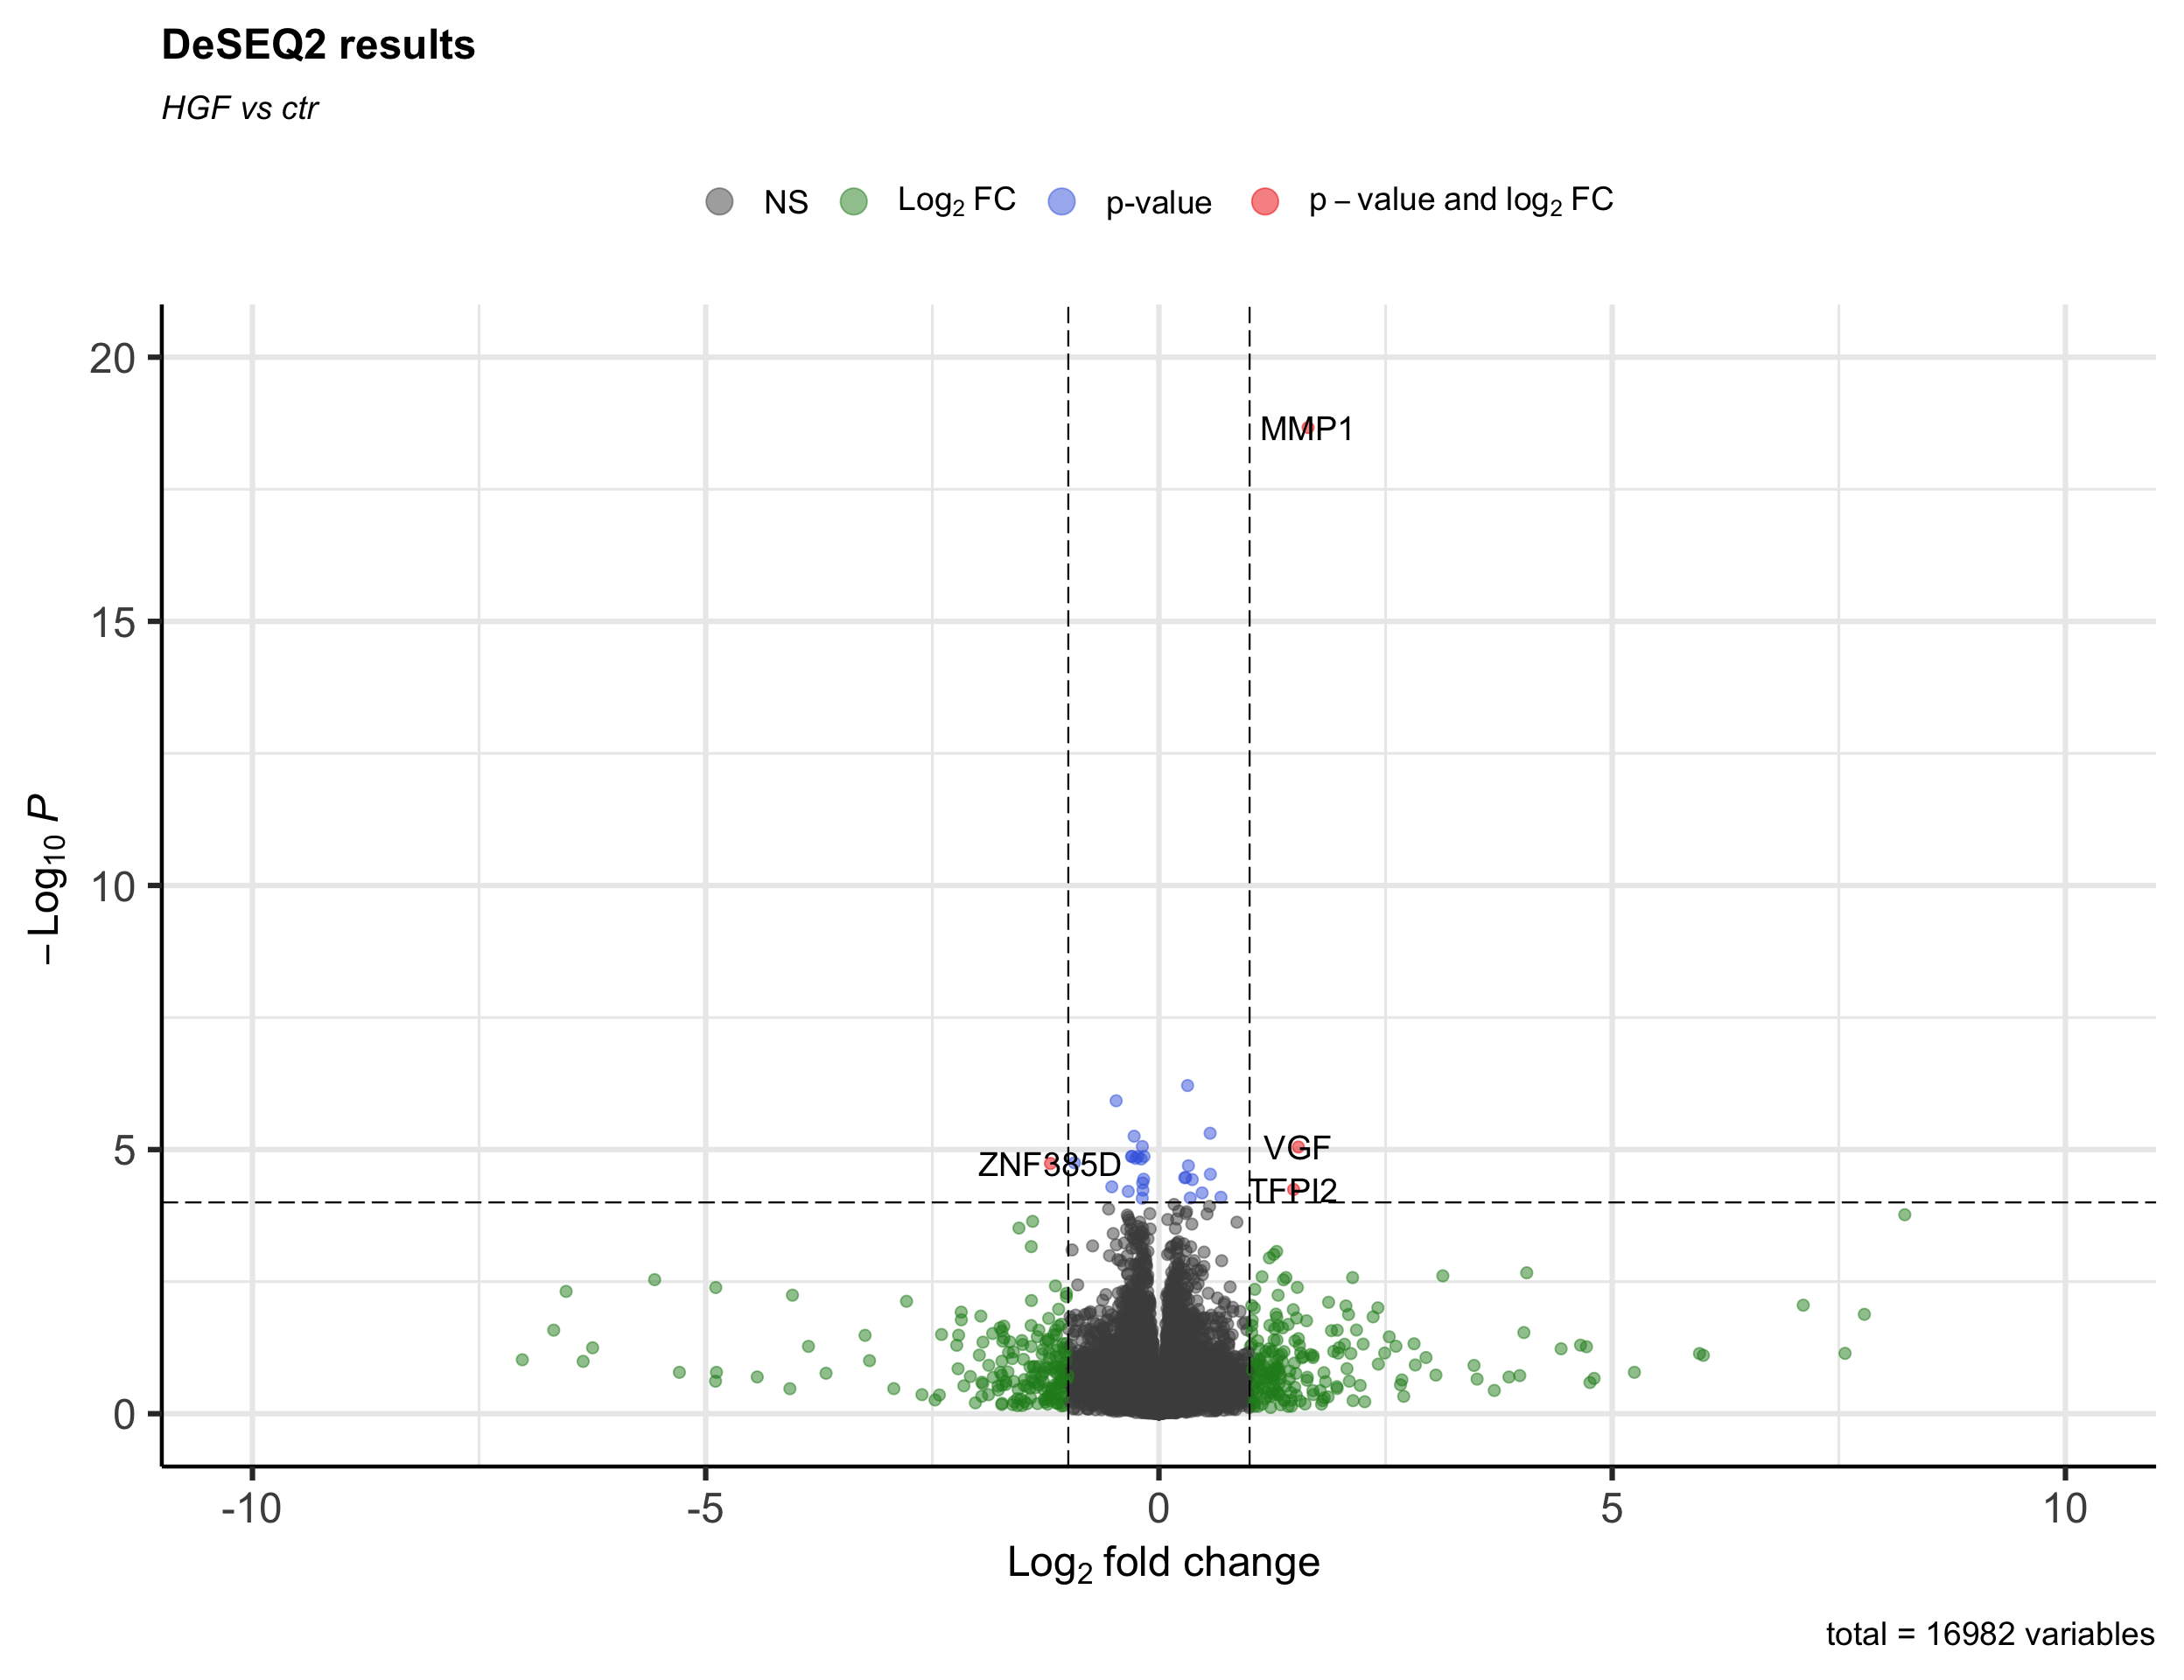 DeSEQ2 results
HGF vs ctr
NS Log₂ FC p-value p – value and log₂ FC
20
15
10
5
0
– Log₁₀ P
MMP1
VGF
ZNF385D
TFPI2
-10 -5 0 5 10
Log₂ fold change
total = 16982 variables